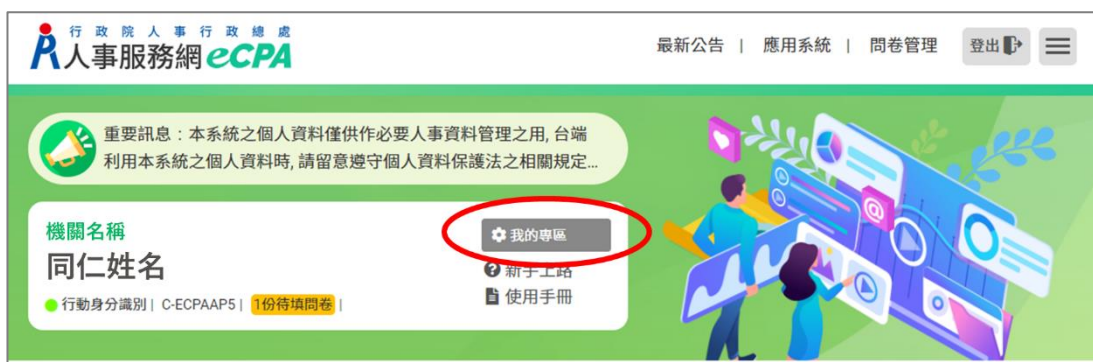 行政院人事行政總處
人事服務網eCPA
最新公告 | 應用系統 | 問卷管理 登出
重要訊息：本系統之個人資料僅供作必要人事資料管理之用, 台端
利用本系統之個人資料時, 請留意遵守個人資料保護法之相關規定...
機關名稱
同仁姓名
行動身分識別 | C-ECPAAP5 | 1份待填問卷 |
我的專區
新手上路
使用手冊